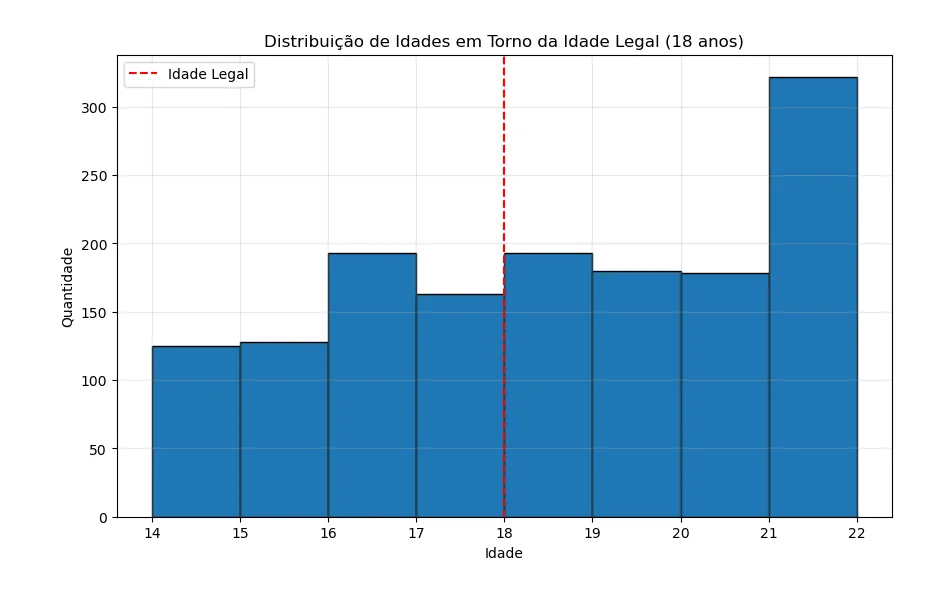 Distribuição de Idades em Torno da Idade Legal (18 anos)
Idade Legal
300
250
200
150
100
50
0
Quantidade
14 15 16 17 18 19 20 21 22
Idade